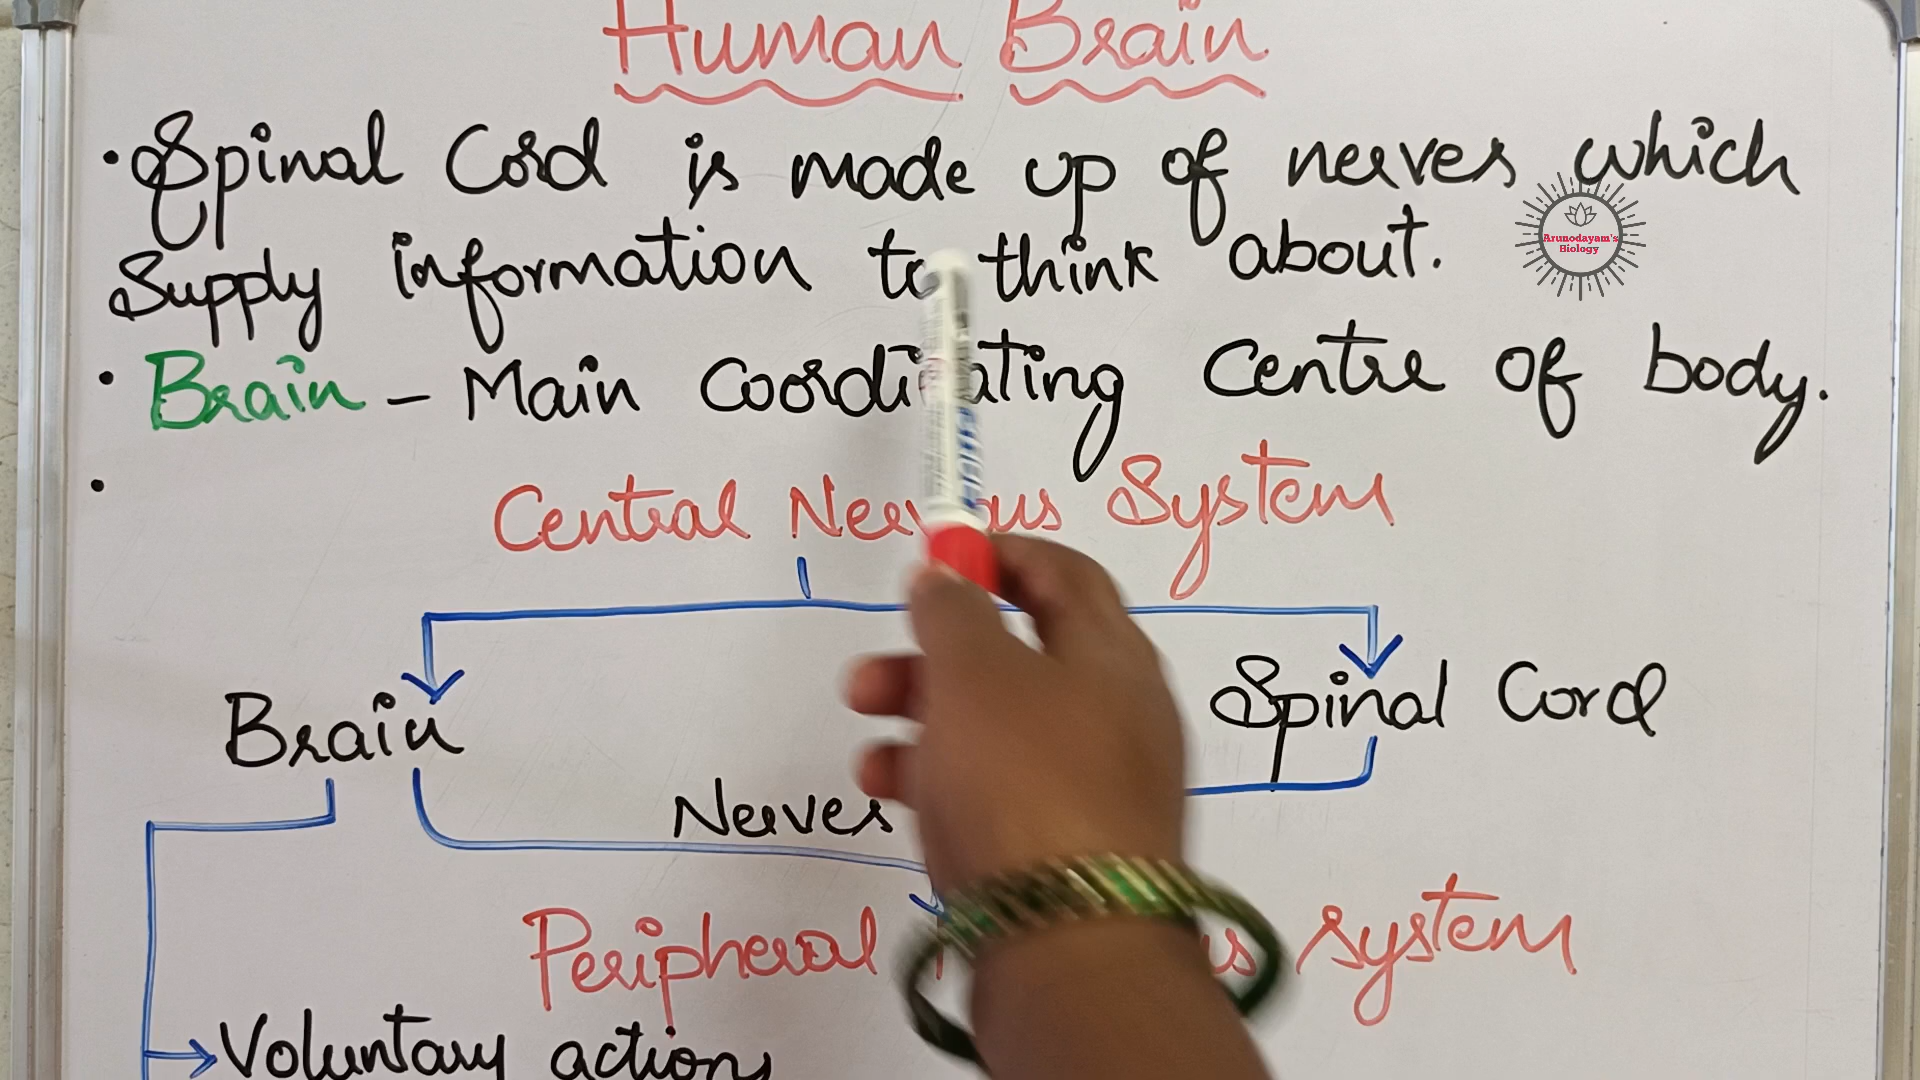 Human Brain
• Spinal Cord is made up of nerves which
Supply information to think about.
• Brain – Main Coordinating Centre of body.
•
Central Nervous System
Brain
Spinal Cord
Nerves
Peripheral system
Voluntary actions
Arunodayam's
Biology